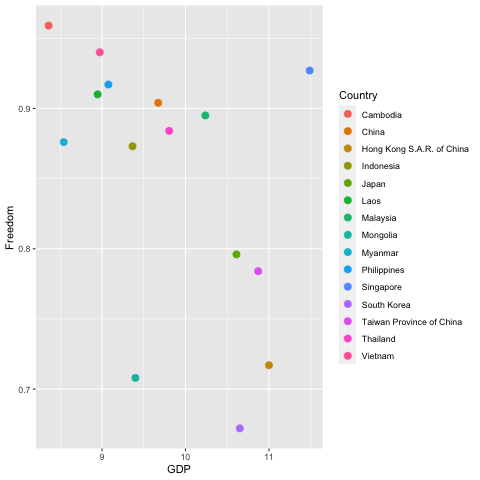 Country
Cambodia
China
Hong Kong S.A.R. of China
Indonesia
Japan
Laos
Malaysia
Mongolia
Myanmar
Philippines
Singapore
South Korea
Taiwan Province of China
Thailand
Vietnam
0.9
0.8
0.7
Freedom
9 10 11
GDP